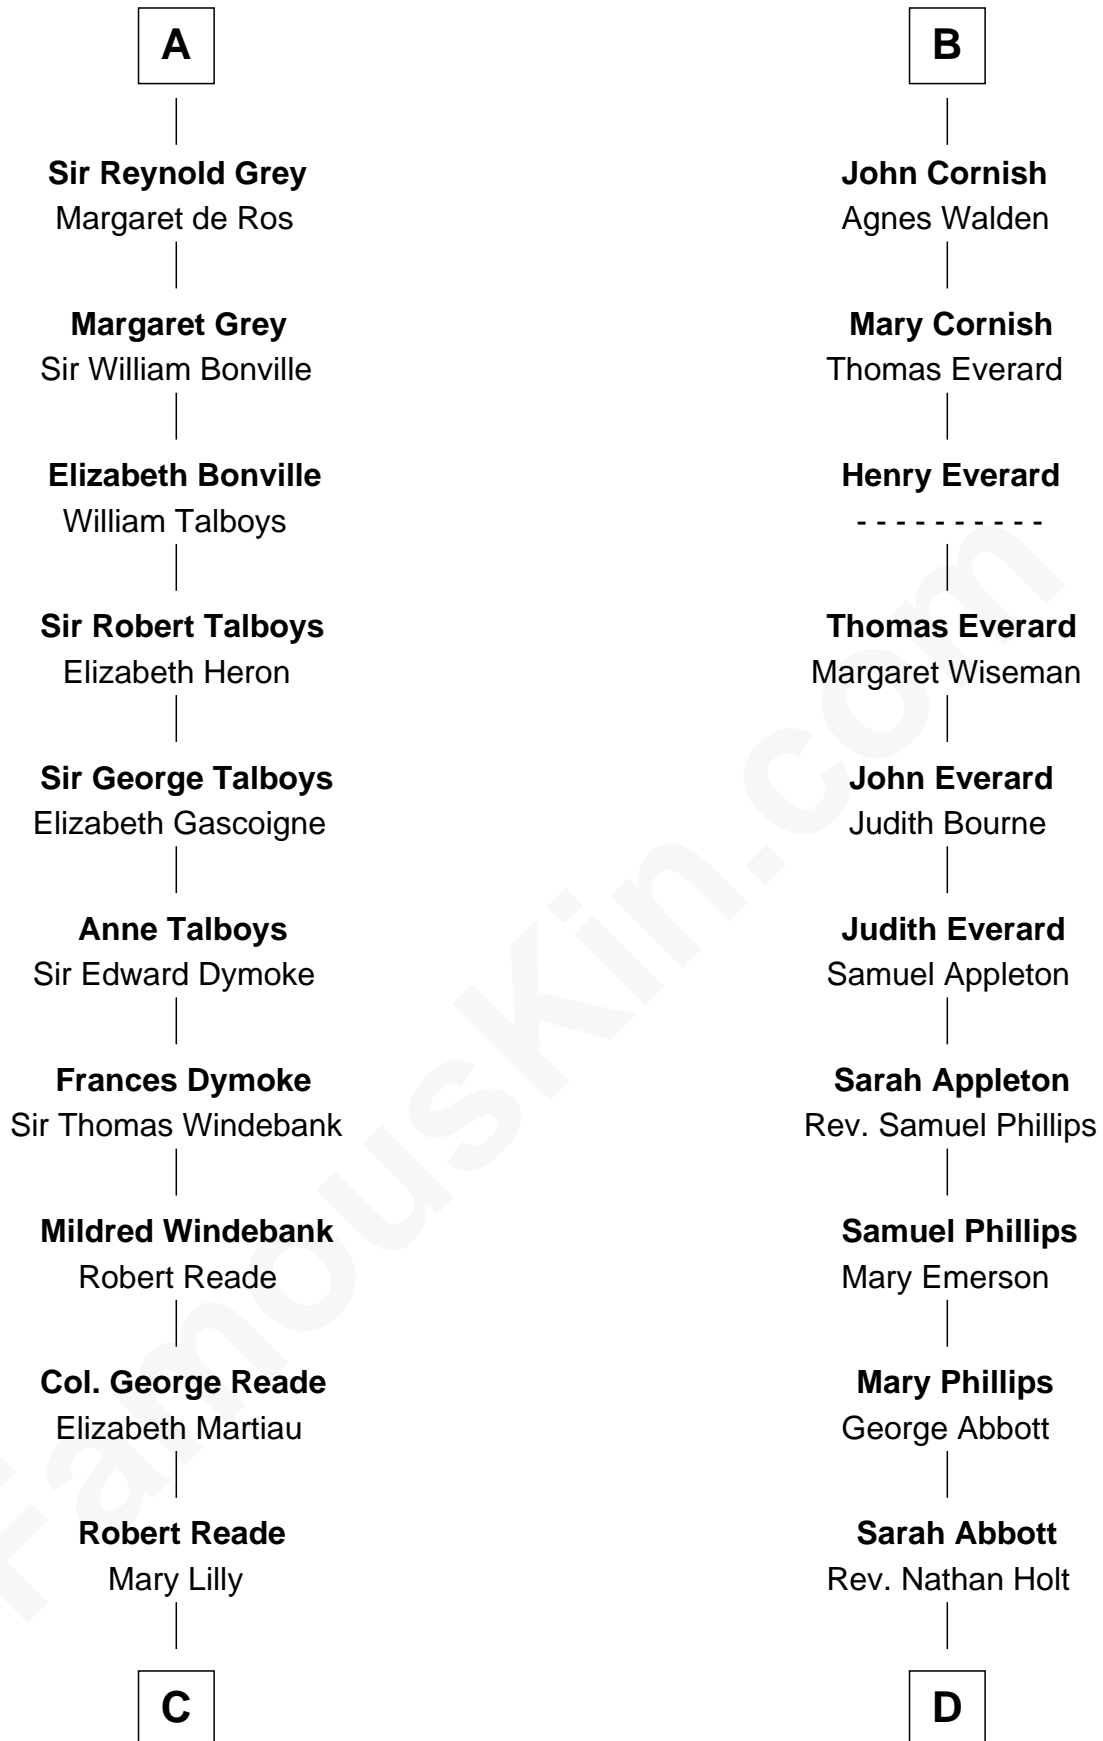 A
Sir Reynold Grey
Margaret de Ros
Margaret Grey
Sir William Bonville
Elizabeth Bonville
William Talboys
Sir Robert Talboys
Elizabeth Heron
Sir George Talboys
Elizabeth Gascoigne
Anne Talboys
Sir Edward Dymoke
Frances Dymoke
Sir Thomas Windebank
Mildred Windebank
Robert Reade
Col. George Reade
Elizabeth Martiau
Robert Reade
Mary Lilly
C
B
John Cornish
Agnes Walden
Mary Cornish
Thomas Everard
Henry Everard
- - - - - - - - - -
Thomas Everard
Margaret Wiseman
John Everard
Judith Bourne
Judith Everard
Samuel Appleton
Sarah Appleton
Rev. Samuel Phillips
Samuel Phillips
Mary Emerson
Mary Phillips
George Abbott
Sarah Abbott
Rev. Nathan Holt
D
FamousKin.com